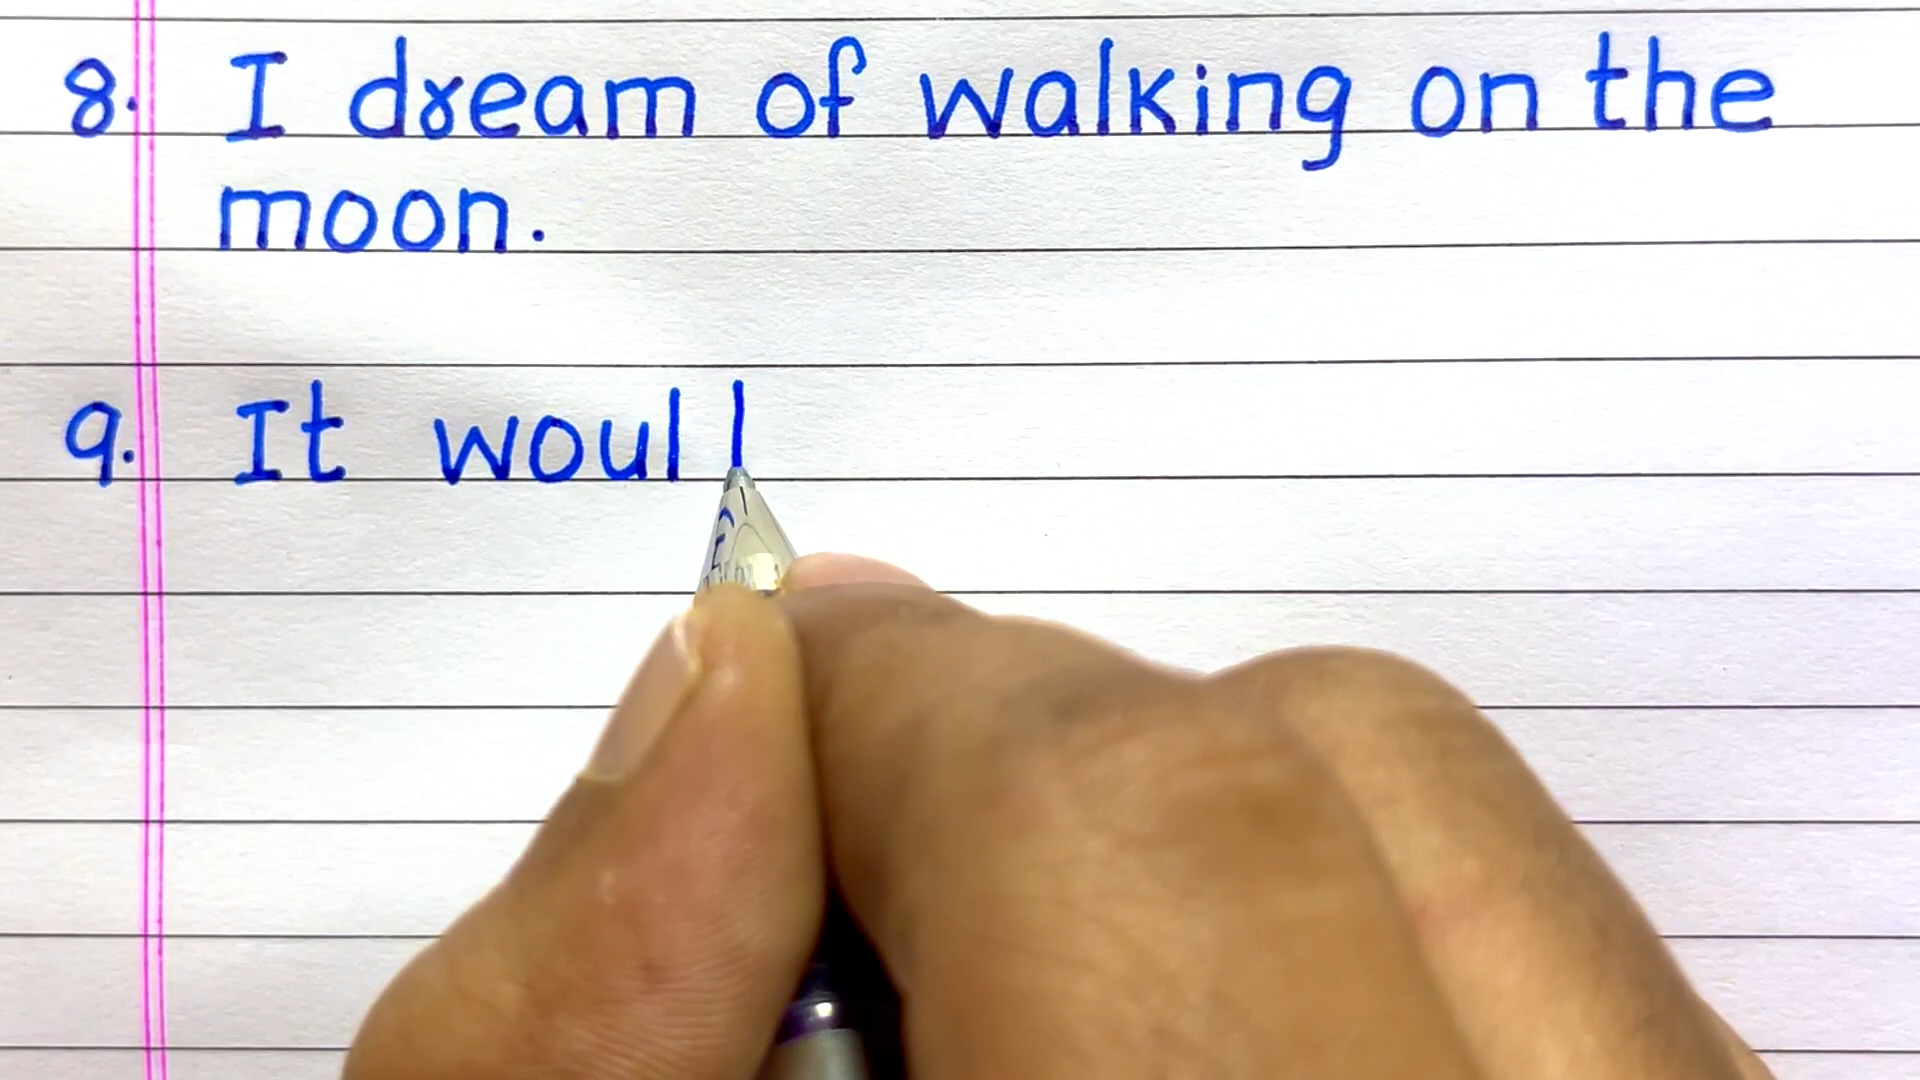 8. I dream of walking on the
moon.
9. It woul